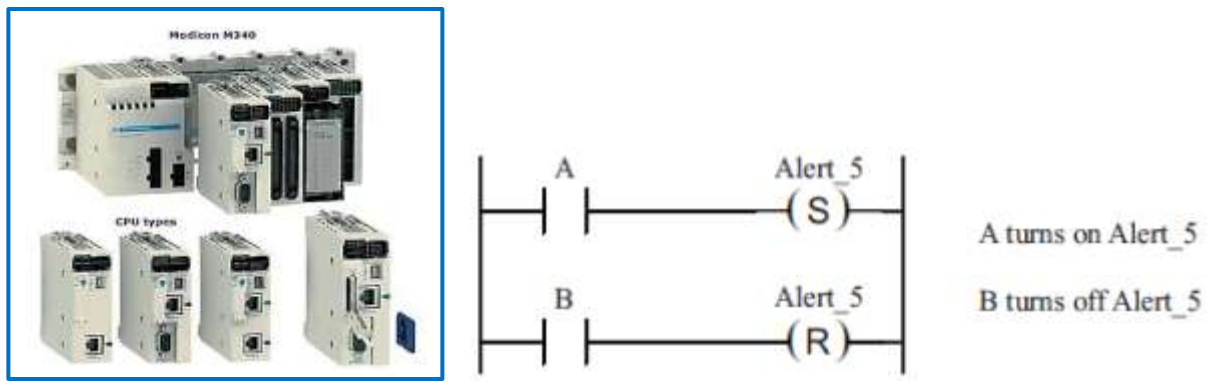 Modicon M340
CPU types
A
Alert_5
S
A turns on Alert_5
B
Alert_5
R
B turns off Alert_5